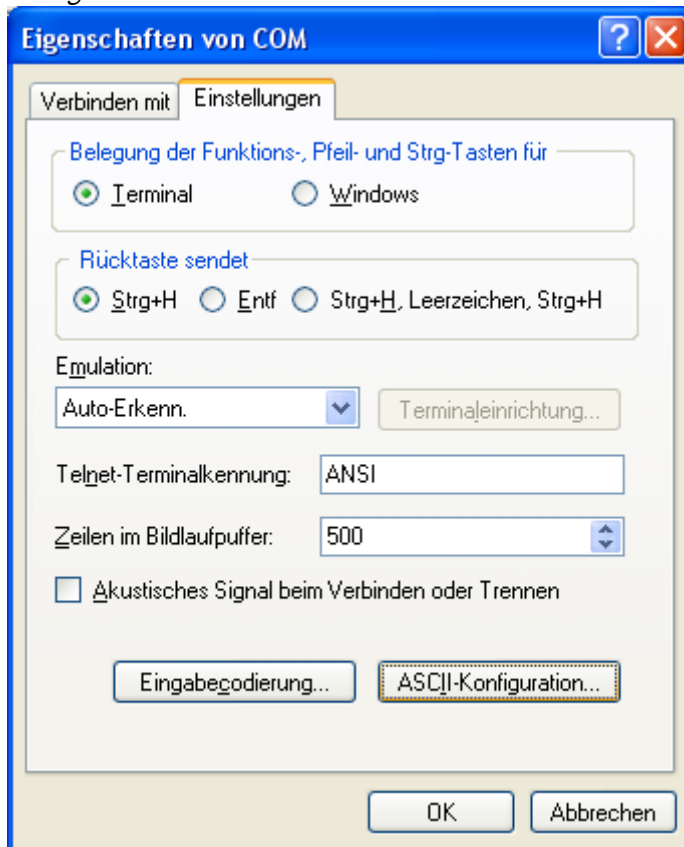 Eigenschaften von COM
Verbinden mit Einstellungen
Belegung der Funktions-, Pfeil- und Strg-Tasten für
Terminal Windows
Rücktaste sendet
Strg+H Entf Strg+H, Leerzeichen, Strg+H
Emulation:
Auto-Erkenn. Terminaleinrichtung...
Telnet-Terminalkennung: ANSI
Zeilen im Bildlaufpuffer: 500
Akustisches Signal beim Verbinden oder Trennen
Eingabecodierung... ASCII-Konfiguration...
OK Abbrechen